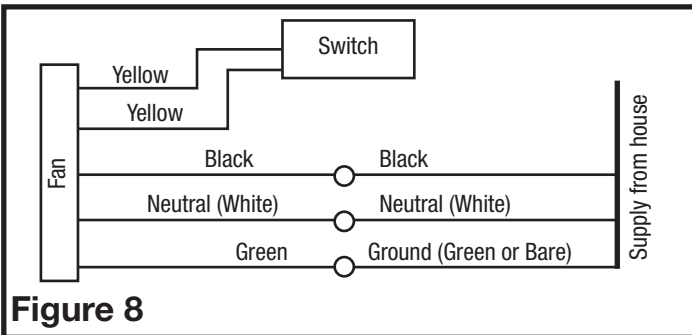 Switch
Yellow
Yellow
Fan
Black Black
Neutral (White) Neutral (White)
Green Ground (Green or Bare)
Supply from house
Figure 8